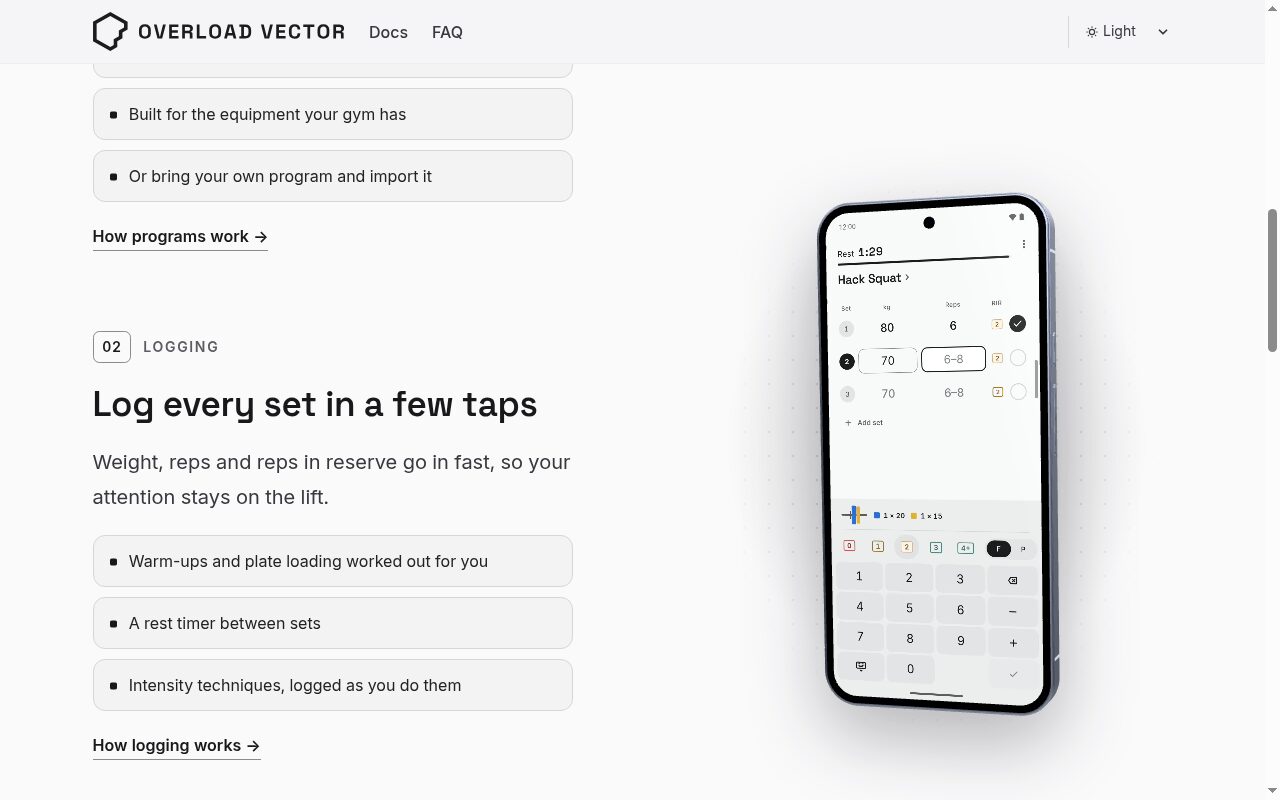 OVERLOAD VECTOR
Docs
FAQ
Light
Built for the equipment your gym has
Or bring your own program and import it
How programs work →
02 LOGGING
Log every set in a few taps
Weight, reps and reps in reserve go in fast, so your
attention stays on the lift.
Warm-ups and plate loading worked out for you
A rest timer between sets
Intensity techniques, logged as you do them
How logging works →
12:00
Rest 1:29
Hack Squat ›
Set kg Reps RIR
1 80 6 2
2 70 6–8 2
3 70 6–8 2
+ Add set
1 × 20 1 × 15
0 1 2 3 4+ F P
1 2 3
4 5 6 −
7 8 9 +
0